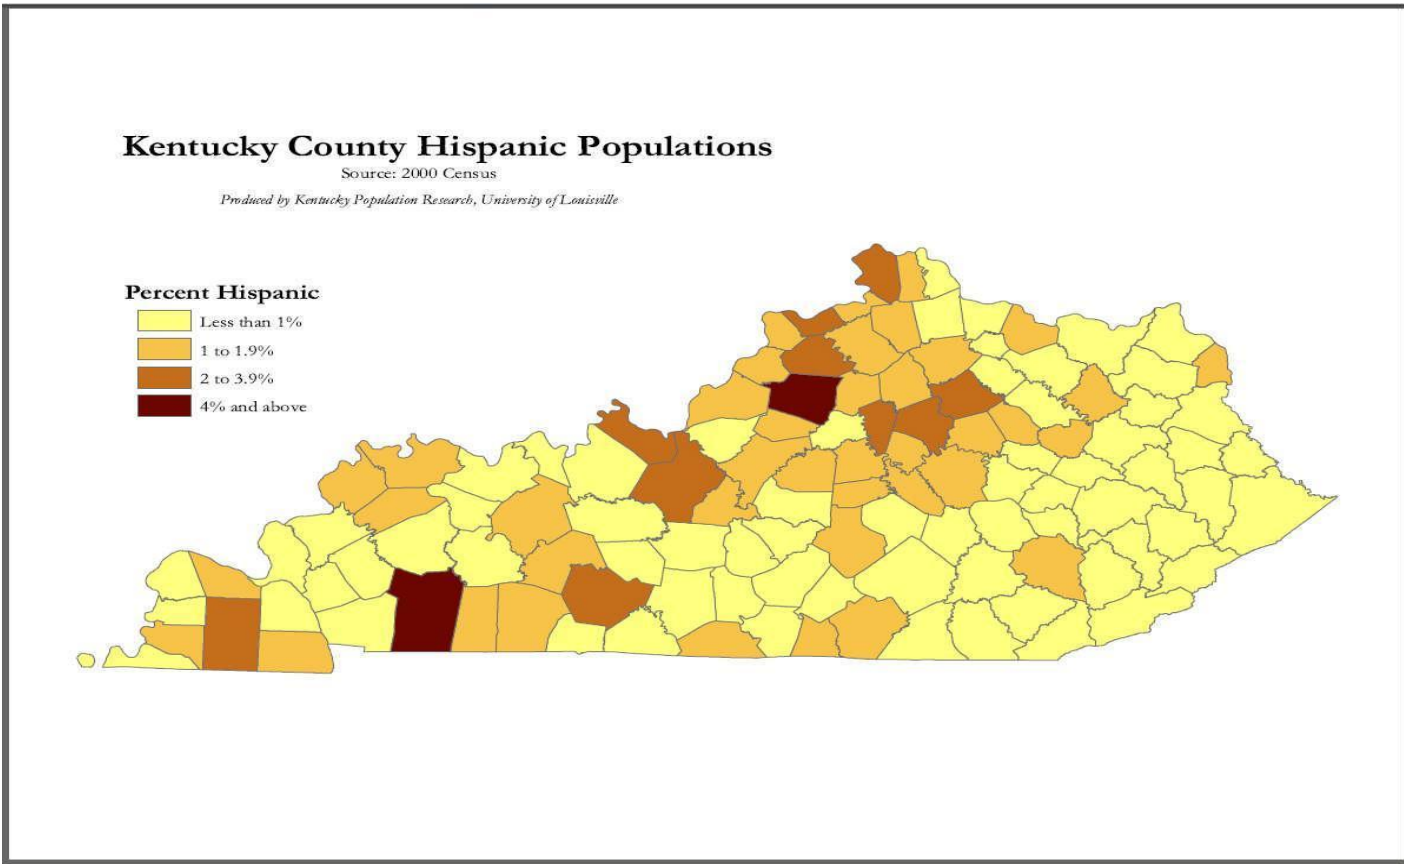 Kentucky County Hispanic Populations
Source: 2000 Census
Produced by Kentucky Population Research, University of Louisville
Percent Hispanic
Less than 1%
1 to 1.9%
2 to 3.9%
4% and above